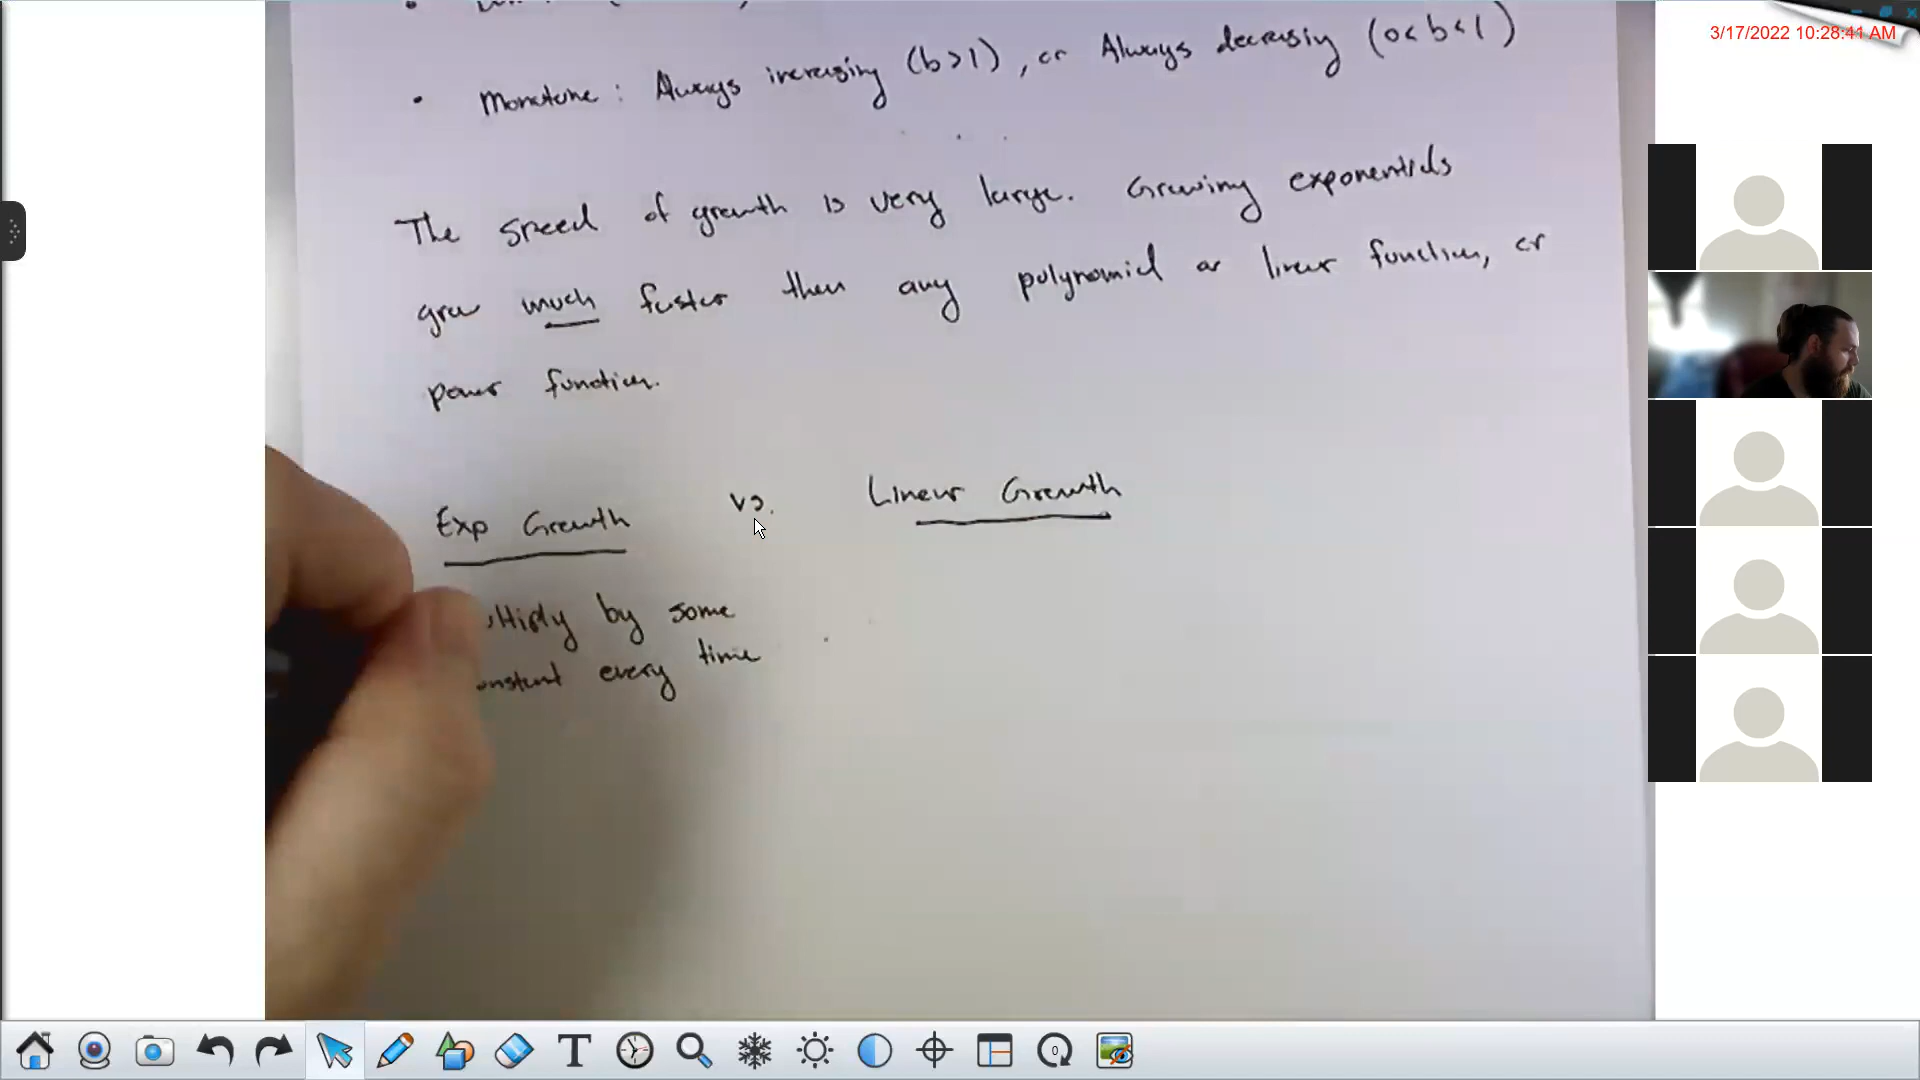 3/17/2022 10:28:41 AM
• Monotone : Always increasing (b>1), or Always decreasing (0<b<1)
The speed of growth is very large. Growing exponentials
grow much faster then any polynomial or linear function, or
power function.
Exp Growth vs. Linear Growth
by some
every time
T
0